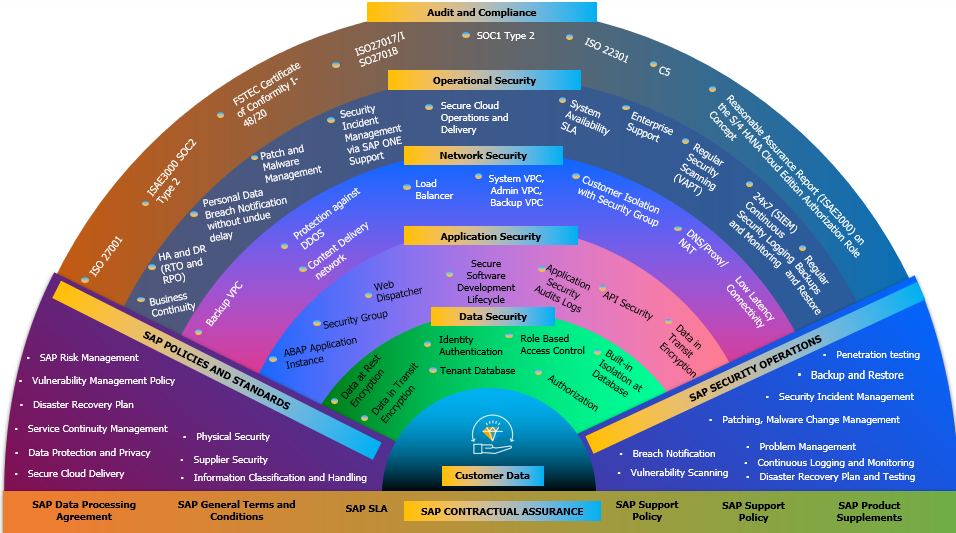 Audit and Compliance
ISO 27001
ISAE3000 SOC2
Type 2
FSTEC Certificate
of Conformity I-
48/20
ISO27017/I
SO27018
SOC1 Type 2
ISO 22301
C5
Reasonable Assurance Report (ISAE3000) on
the S/4 HANA Cloud Edition Authorization Role
Concept
Operational Security
Business
Continuity
HA and DR
(RTO and
RPO)
Personal Data
Breach Notification
without undue
delay
Patch and
Malware
Management
Security
Incident
Management
via SAP ONE
Support
Secure Cloud
Operations and
Delivery
System
Availability
SLA
Enterprise
Support
Regular
Security
Scanning
(VAPT)
24x7 (SIEM)
Continuous
Security Logging
and Monitoring
Regular
Backups
and Restore
Network Security
Backup VPC
Protection against
DDOS
Content Delivery
network
Load
Balancer
System VPC,
Admin VPC,
Backup VPC
Customer Isolation
with Security Group
DNS/Proxy/
NAT
Low Latency
Connectivity
Application Security
ABAP Application
Instance
Security Group
Web
Dispatcher
Secure
Software
Development
Lifecycle
Application
Security
Audits Logs
API Security
Data in
Transit
Encryption
Data Security
Data at Rest
Encryption
Data in Transit
Encryption
Identity
Authentication
Tenant Database
Role Based
Access Control
Authorization
Built-in
Isolation at
Database
Customer Data
SAP POLICIES AND STANDARDS
SAP Risk Management
Vulnerability Management Policy
Disaster Recovery Plan
Service Continuity Management
Data Protection and Privacy
Secure Cloud Delivery
Physical Security
Supplier Security
Information Classification and Handling
SAP SECURITY OPERATIONS
Penetration testing
Backup and Restore
Security Incident Management
Patching, Malware Change Management
Breach Notification
Vulnerability Scanning
Problem Management
Continuous Logging and Monitoring
Disaster Recovery Plan and Testing
SAP Data Processing
Agreement
SAP General Terms and
Conditions
SAP SLA
SAP CONTRACTUAL ASSURANCE
SAP Support
Policy
SAP Support
Policy
SAP Product
Supplements